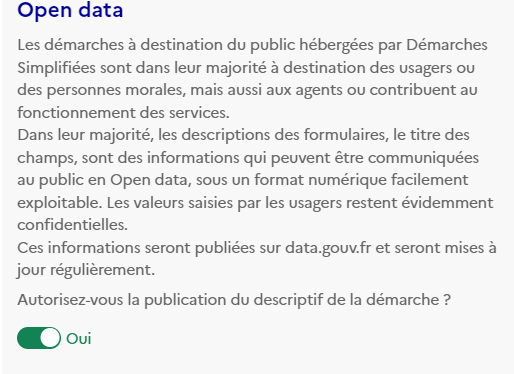 Open data
Les démarches à destination du public hébergées par Démarches
Simplifiées sont dans leur majorité à destination des usagers ou
des personnes morales, mais aussi aux agents ou contribuent au
fonctionnement des services.
Dans leur majorité, les descriptions des formulaires, le titre des
champs, sont des informations qui peuvent être communiquées
au public en Open data, sous un format numérique facilement
exploitable. Les valeurs saisies par les usagers restent évidemment
confidentielles.
Ces informations seront publiées sur data.gouv.fr et seront mises à
jour régulièrement.
Autorisez-vous la publication du descriptif de la démarche ?
Oui